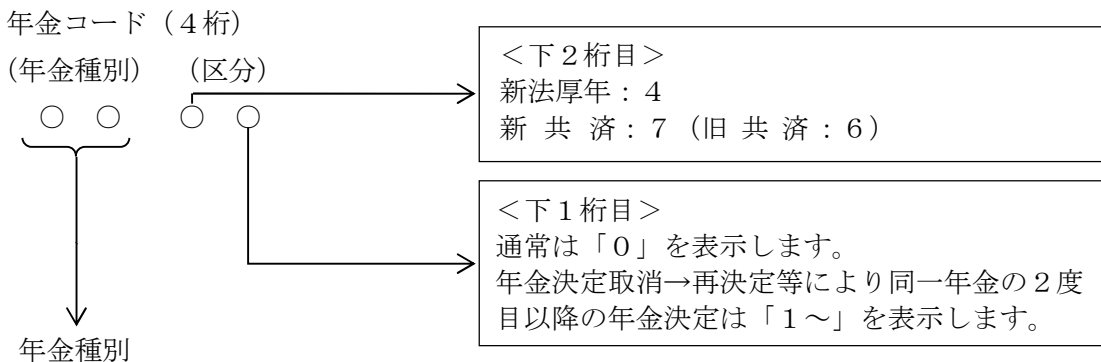 年金コード（４桁）
（年金種別） （区分）
○ ○ ○ ○
年金種別
＜下２桁目＞
新法厚年：４
新 共 済：７（旧 共 済：６）
＜下１桁目＞
通常は「０」を表示します。
年金決定取消→再決定等により同一年金の２度
目以降の年金決定は「１～」を表示します。